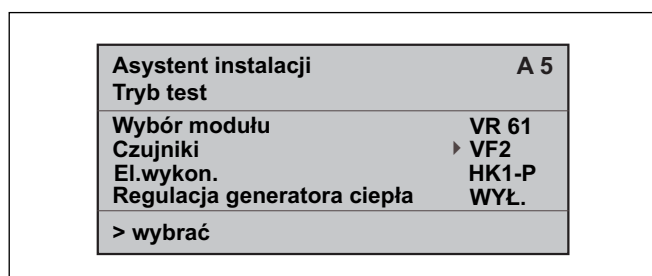 Asystent instalacji A 5
Tryb test
Wybór modułu VR 61
Czujniki VF2
El.wykon. HK1-P
Regulacja generatora ciepła WYŁ.
> wybrać